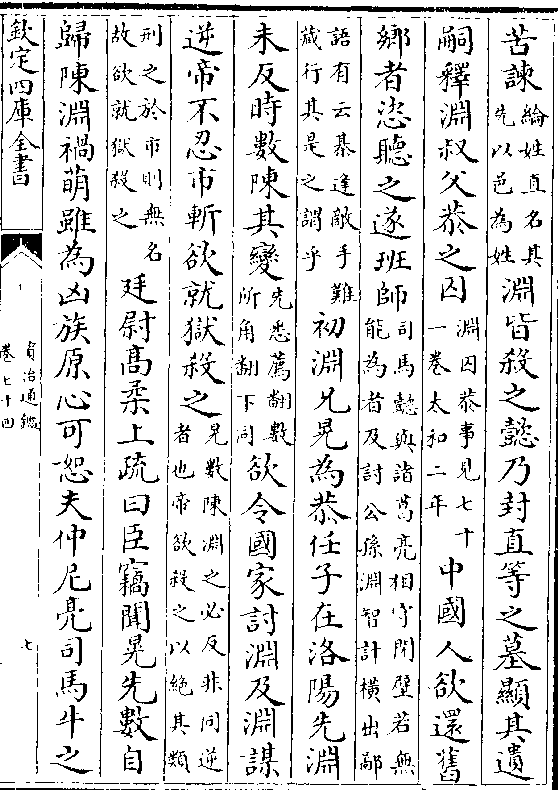 苦諫綸姓直名其先以邑為姓淵皆殺之懿乃封直等之墓顯其遺
嗣釋淵叔父恭之囚淵囚恭事見七十一卷太和二年中國人欲還舊
鄉者恣聽之遂班師司馬懿與諸葛亮相守閉壁若無能為者及討公孫淵智計橫出鄙
語有云棊逢敵手難藏行其是之謂乎初淵兄晃為恭任子在洛陽先淵
未反時數陳其變先悉薦翻數所角翻下同欲令國家討淵及淵謀
逆帝不忍市斬欲就獄殺之晃數陳淵之必反非同逆者也帝欲殺之以絶其類
刑之於市則無名故欲就獄殺之廷尉髙柔上疏曰臣竊聞晃先數自
歸陳淵禍萌雖為凶族原心可恕夫仲尼亮司馬牛之
欽定四庫全書
資治通鑑
卷七十四
七